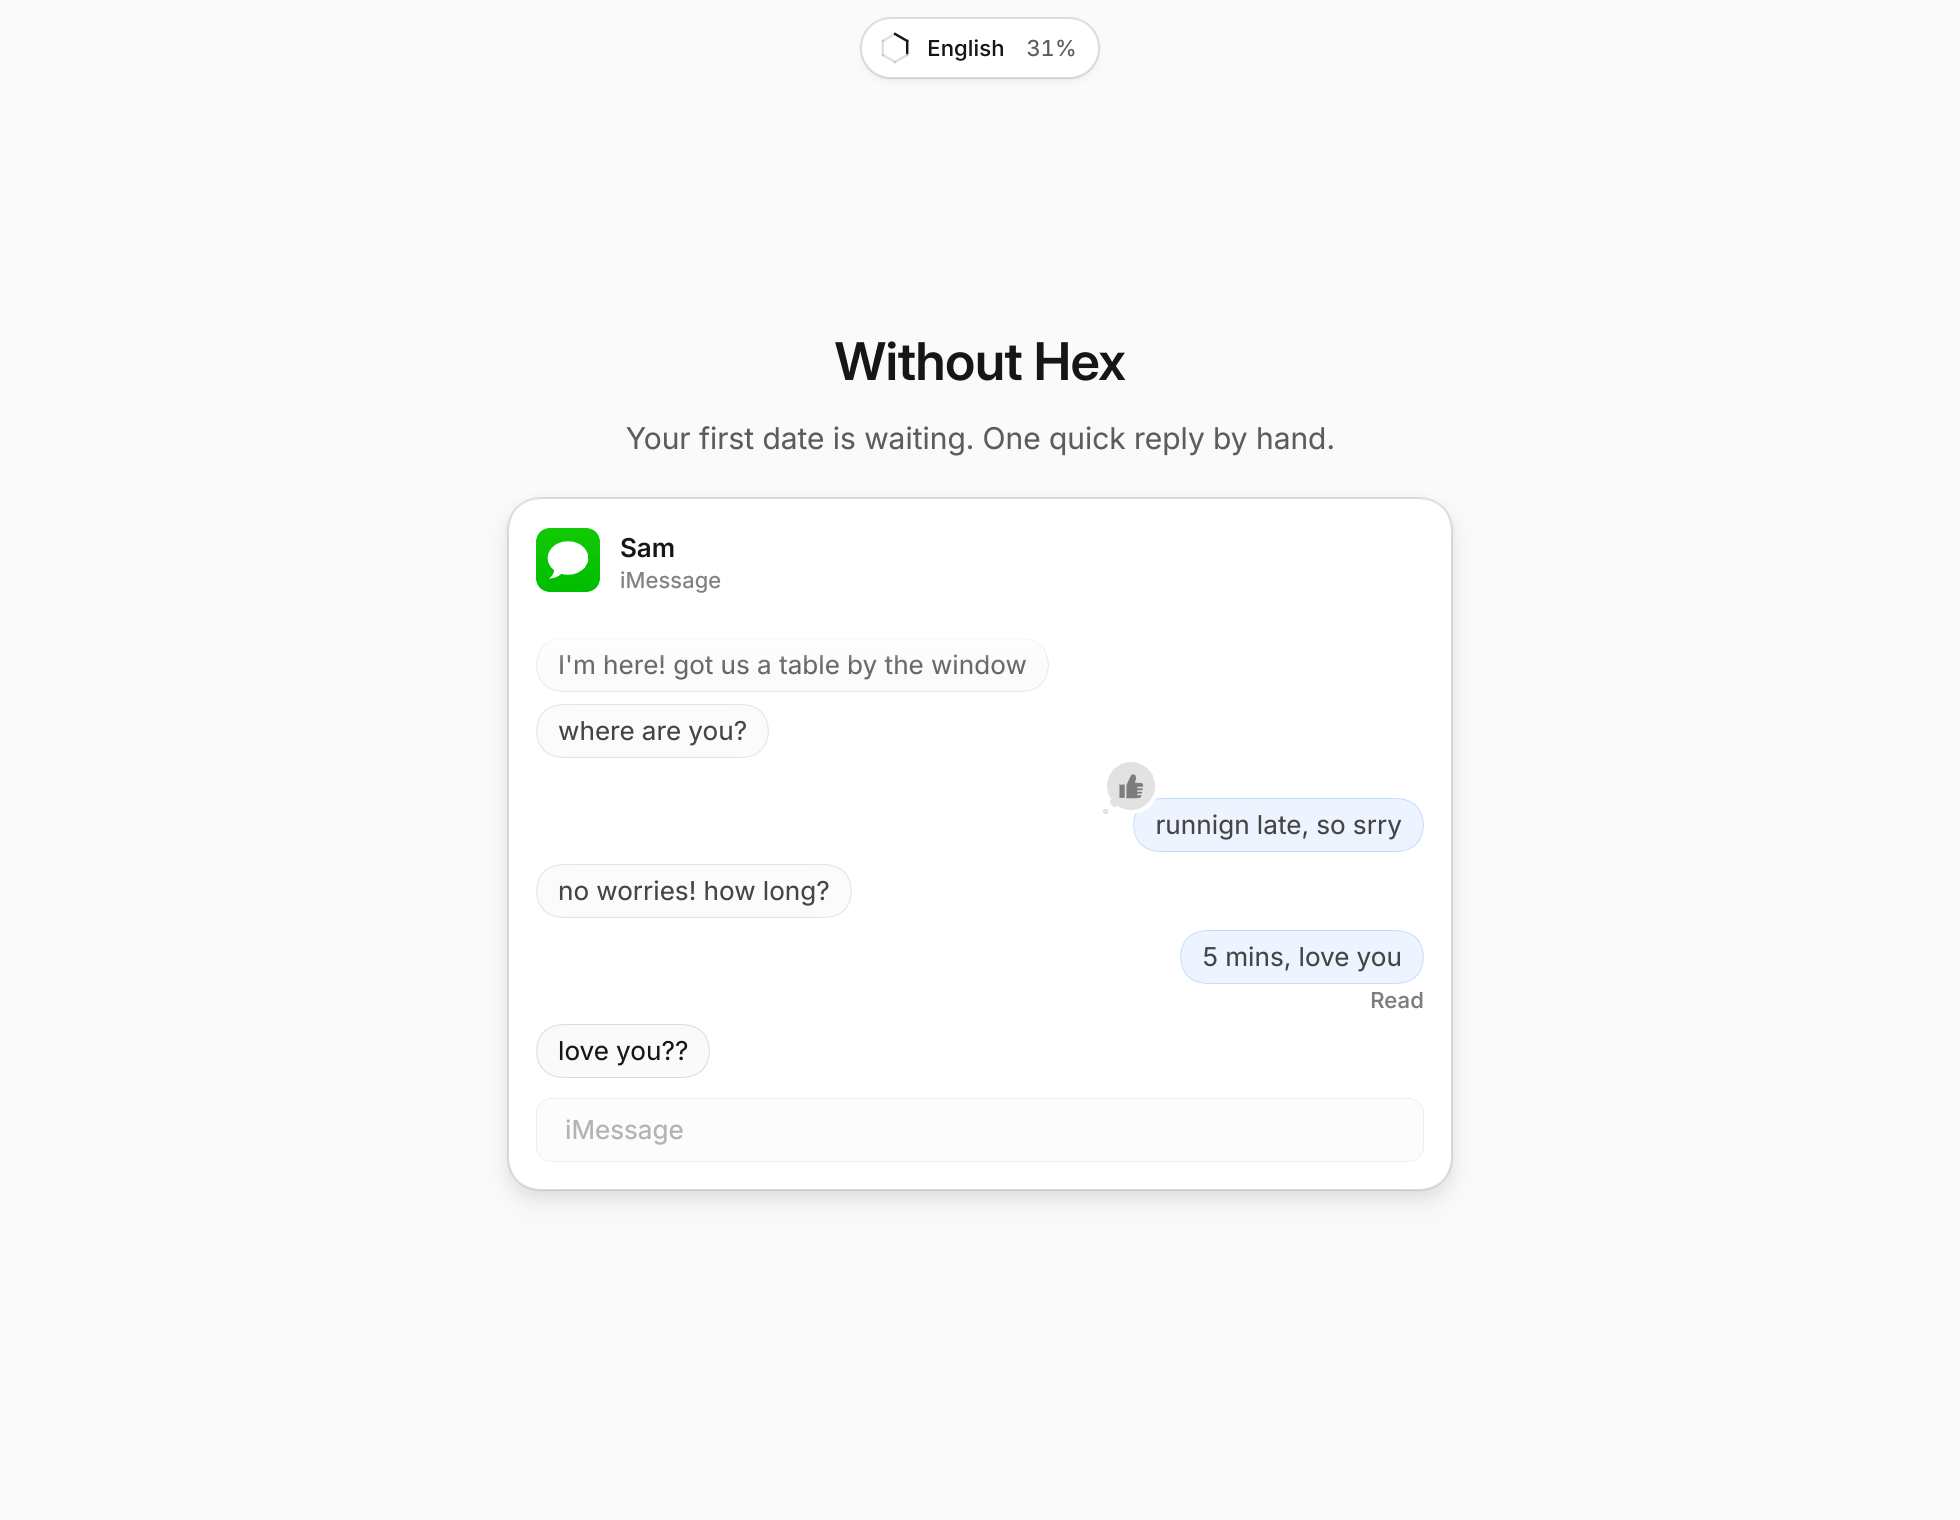 English 31%
Without Hex
Your first date is waiting. One quick reply by hand.
Sam
iMessage
I'm here! got us a table by the window
where are you?
runnign late, so srry
no worries! how long?
5 mins, love you
Read
love you??
iMessage